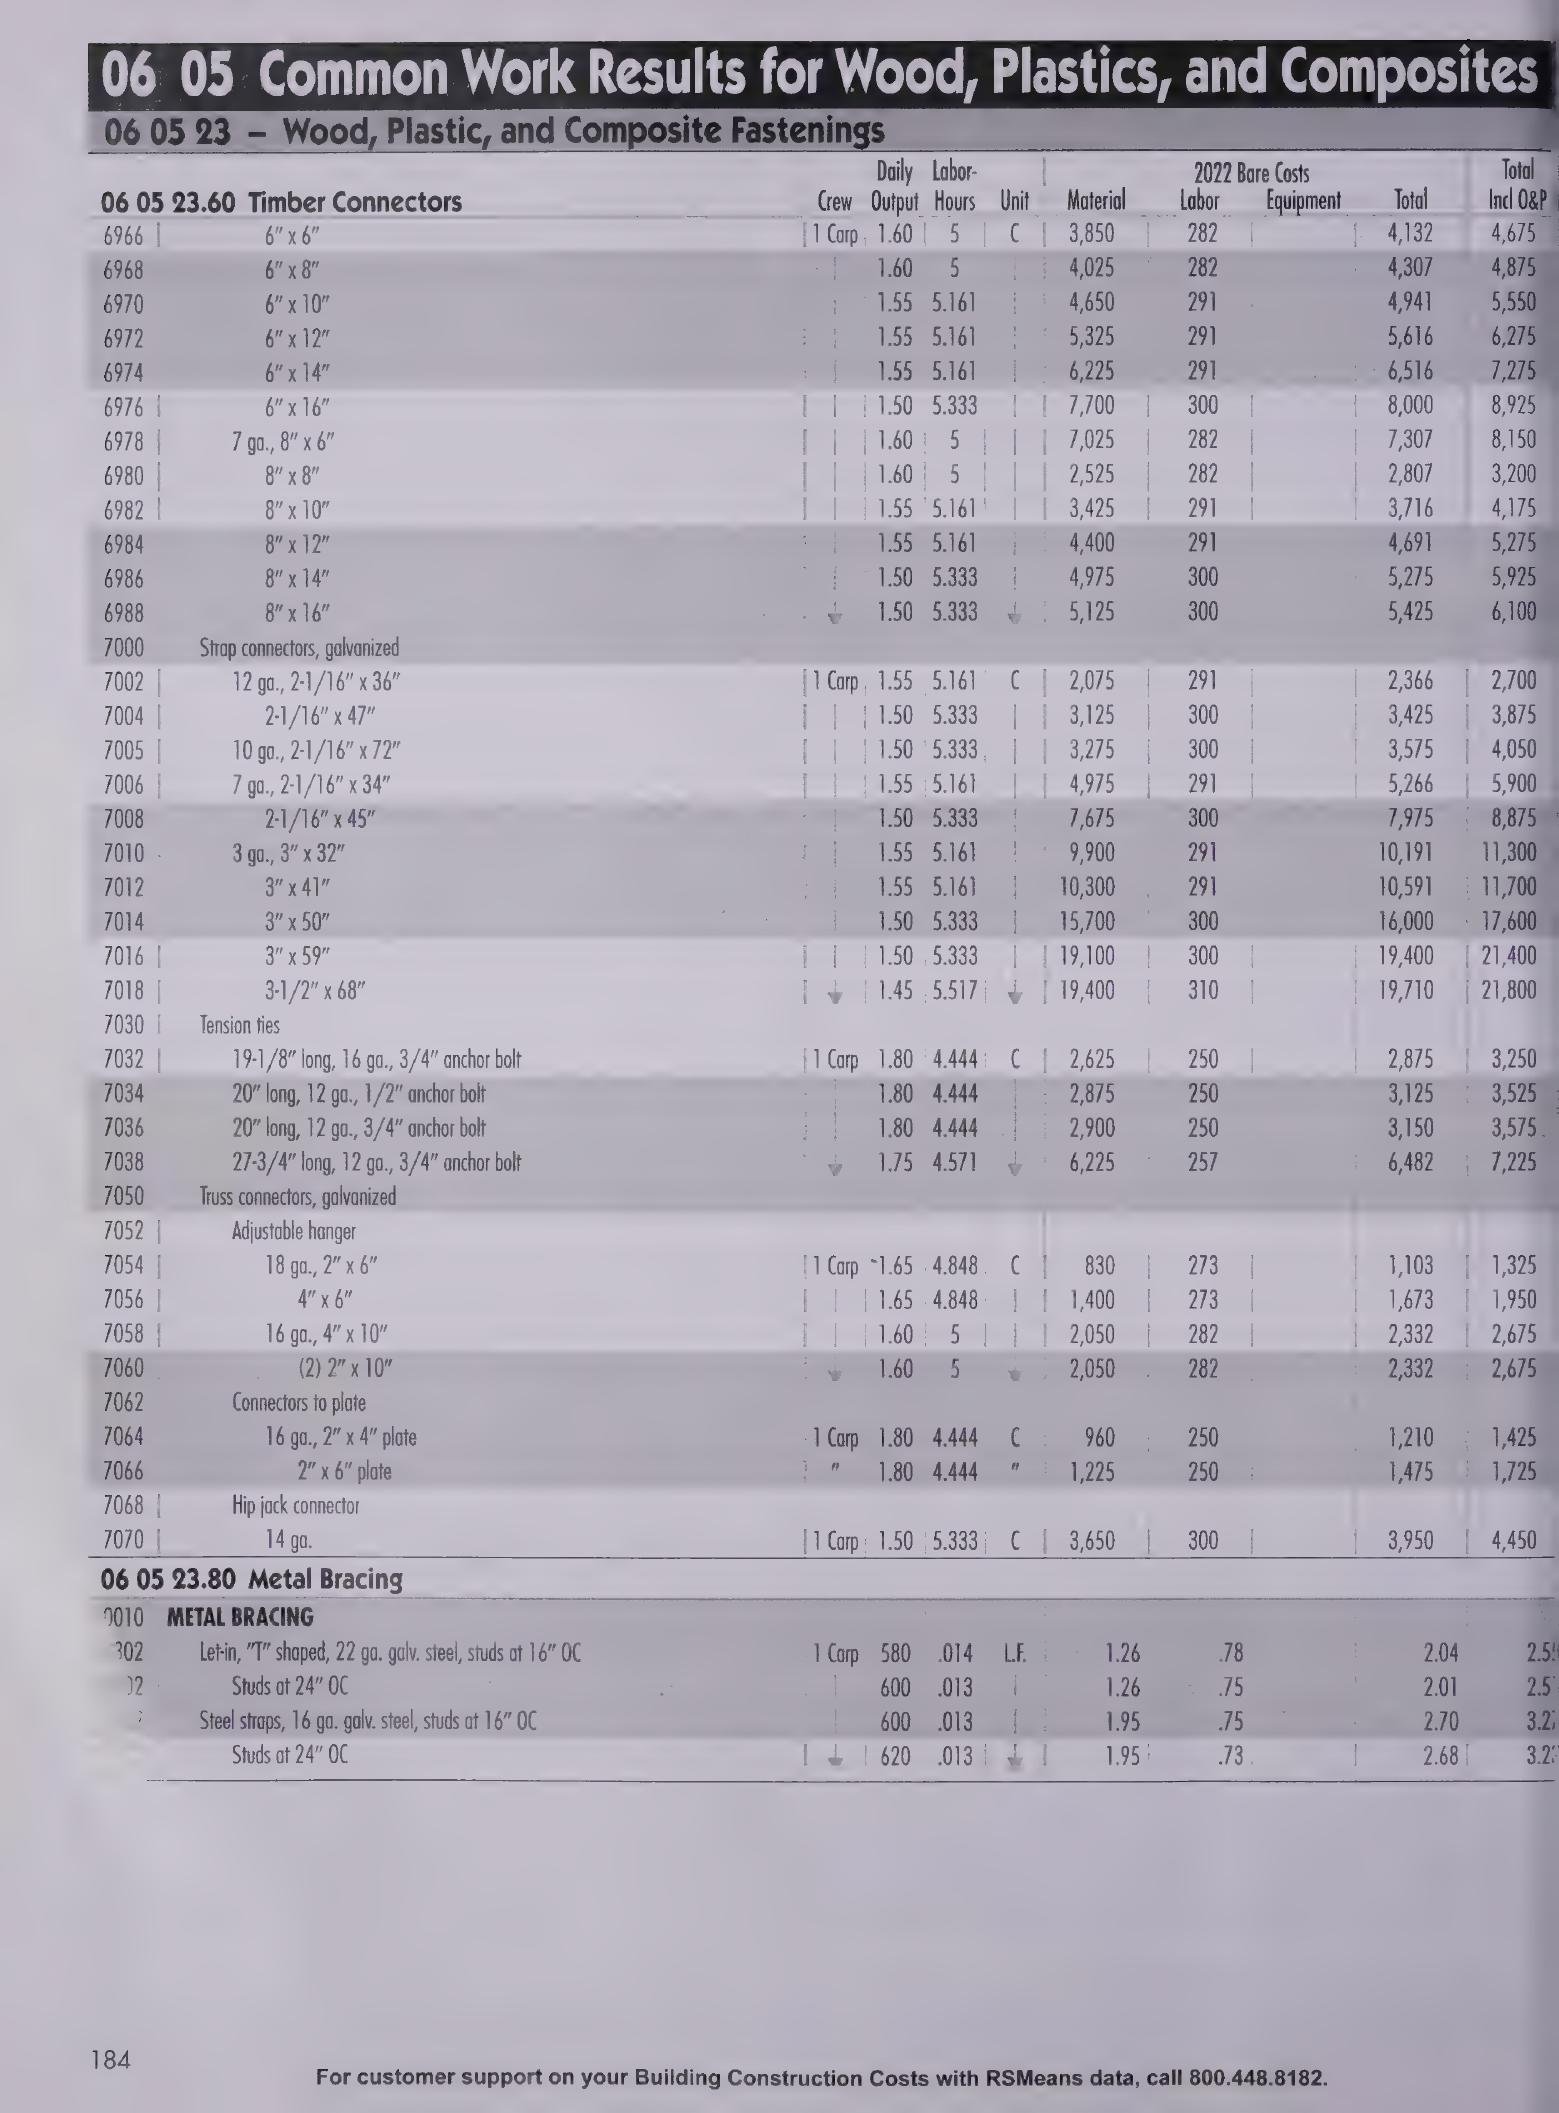 06 05 Common Work Results for Wood, Plastics, and Composites
06 05 23 – Wood, Plastic, and Composite Fastenings
Daily Labor- 2022 Bare Costs Total
06 05 23.60 Timber Connectors Crew Output Hours Unit Material Labor Equipment Total Incl O&P
6966 6" x 6" 1 Carp 1.60 5 C 3,850 282 4,132 4,675
6968 6" x 8" 1.60 5 4,025 282 4,307 4,875
6970 6" x 10" 1.55 5.161 4,650 291 4,941 5,550
6972 6" x 12" 1.55 5.161 5,325 291 5,616 6,275
6974 6" x 14" 1.55 5.161 6,225 291 6,516 7,275
6976 6" x 16" 1.50 5.333 7,700 300 8,000 8,925
6978 7 ga., 8" x 6" 1.60 5 7,025 282 7,307 8,150
6980 8" x 8" 1.60 5 2,525 282 2,807 3,200
6982 8" x 10" 1.55 5.161 3,425 291 3,716 4,175
6984 8" x 12" 1.55 5.161 4,400 291 4,691 5,275
6986 8" x 14" 1.50 5.333 4,975 300 5,275 5,925
6988 8" x 16" 1.50 5.333 5,125 300 5,425 6,100
7000 Strap connectors, galvanized
7002 12 ga., 2-1/16" x 36" 1 Carp 1.55 5.161 C 2,075 291 2,366 2,700
7004 2-1/16" x 47" 1.50 5.333 3,125 300 3,425 3,875
7005 10 ga., 2-1/16" x 72" 1.50 5.333 3,275 300 3,575 4,050
7006 7 ga., 2-1/16" x 34" 1.55 5.161 4,975 291 5,266 5,900
7008 2-1/16" x 45" 1.50 5.333 7,675 300 7,975 8,875
7010 3 ga., 3" x 32" 1.55 5.161 9,900 291 10,191 11,300
7012 3" x 41" 1.55 5.161 10,300 291 10,591 11,700
7014 3" x 50" 1.50 5.333 15,700 300 16,000 17,600
7016 3" x 59" 1.50 5.333 19,100 300 19,400 21,400
7018 3-1/2" x 68" 1.45 5.517 19,400 310 19,710 21,800
7030 Tension ties
7032 19-1/8" long, 16 ga., 3/4" anchor bolt 1 Carp 1.80 4.444 C 2,625 250 2,875 3,250
7034 20" long, 12 ga., 1/2" anchor bolt 1.80 4.444 2,875 250 3,125 3,525
7036 20" long, 12 ga., 3/4" anchor bolt 1.80 4.444 2,900 250 3,150 3,575
7038 27-3/4" long, 12 ga., 3/4" anchor bolt 1.75 4.571 6,225 257 6,482 7,225
7050 Truss connectors, galvanized
7052 Adjustable hanger
7054 18 ga., 2" x 6" 1 Carp 1.65 4.848 C 830 273 1,103 1,325
7056 4" x 6" 1.65 4.848 1,400 273 1,673 1,950
7058 16 ga., 4" x 10" 1.60 5 2,050 282 2,332 2,675
7060 (2) 2" x 10" 1.60 5 2,050 282 2,332 2,675
7062 Connectors to plate
7064 16 ga., 2" x 4" plate 1 Carp 1.80 4.444 C 960 250 1,210 1,425
7066 2" x 6" plate " 1.80 4.444 " 1,225 250 1,475 1,725
7068 Hip jack connector
7070 14 ga. 1 Carp 1.50 5.333 C 3,650 300 3,950 4,450
06 05 23.80 Metal Bracing
0010 METAL BRACING
302 Let-in, "T" shaped, 22 ga. galv. steel, studs at 16" OC 1 Carp 580 .014 L.F. 1.26 .78 2.04
Studs at 24" OC 600 .013 1.26 .75 2.01
Steel straps, 16 ga. galv. steel, studs at 16" OC 600 .013 1.95 .75 2.70
Studs at 24" OC 620 .013 1.95 .73 2.68
184
For customer support on your Building Construction Costs with RSMeans data, call 800.448.8182.